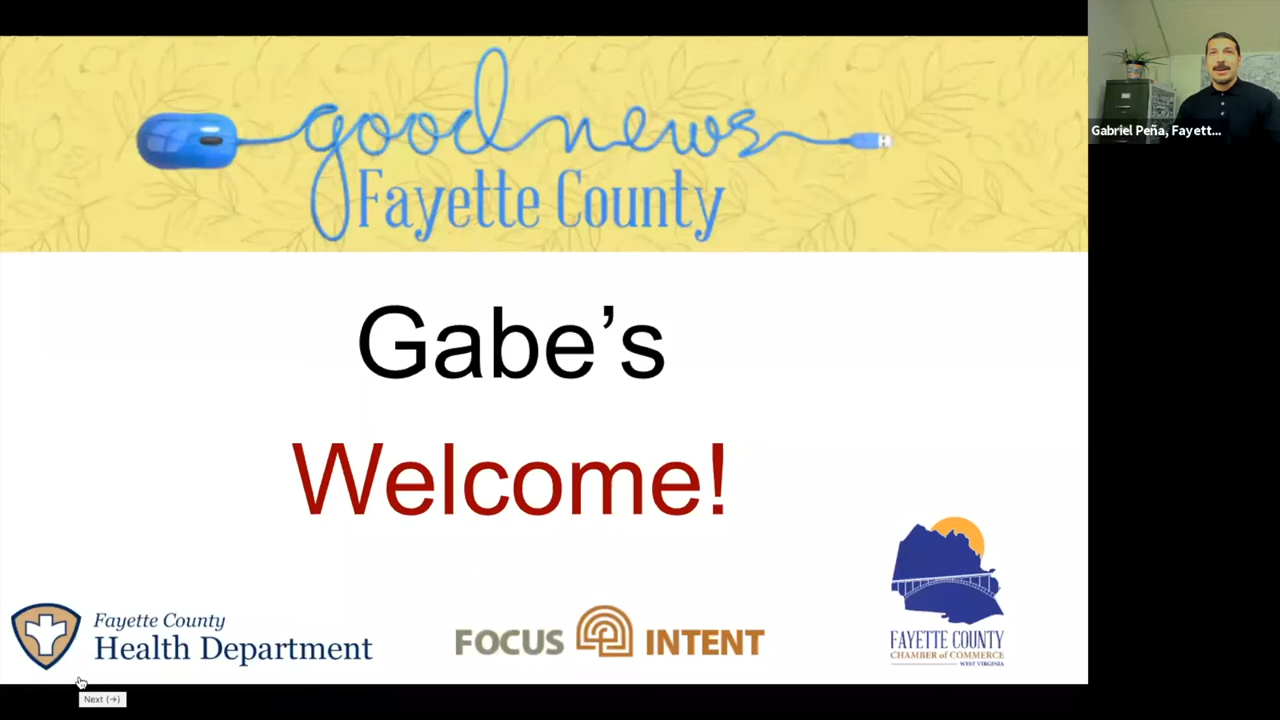 good news
Fayette County
Gabriel Peña, Fayett...
Gabe's
Welcome!
Fayette County
Health Department
FOCUS INTENT
FAYETTE COUNTY
CHAMBER of COMMERCE
WEST VIRGINIA
Next (→)